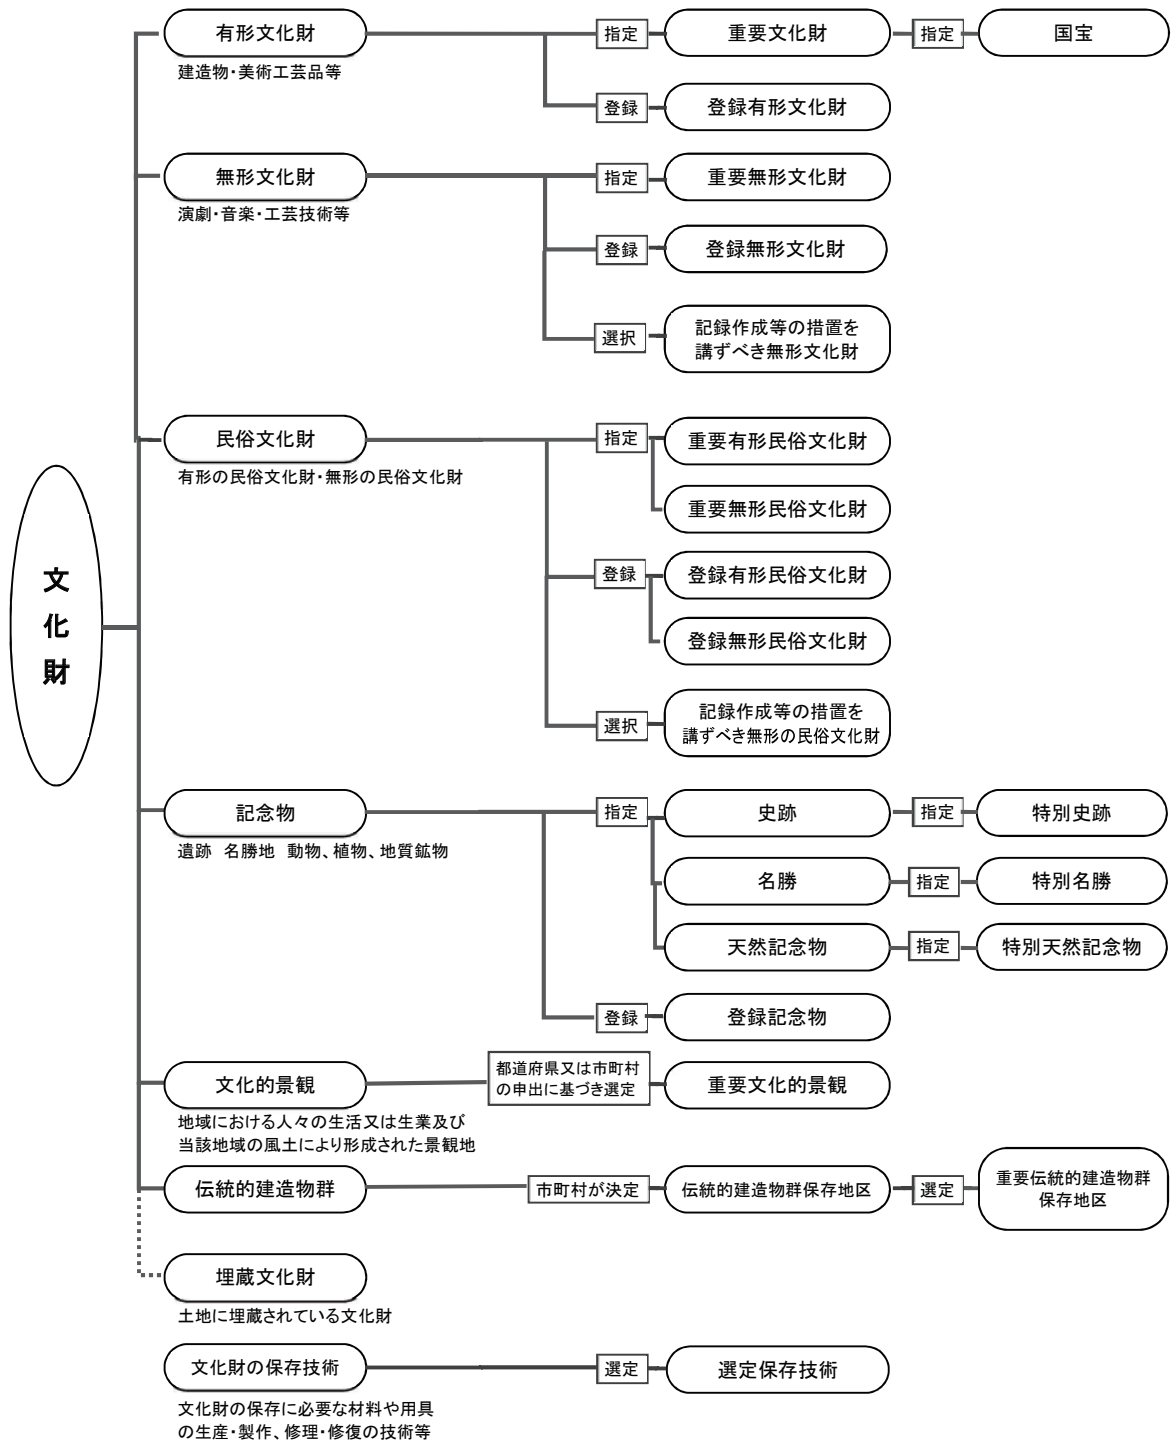 有形文化財
指定
重要文化財
指定
国宝
建造物・美術工芸品等
登録
登録有形文化財
無形文化財
指定
重要無形文化財
演劇・音楽・工芸技術等
登録
登録無形文化財
選択
記録作成等の措置を
講ずべき無形文化財
民俗文化財
指定
重要有形民俗文化財
有形の民俗文化財・無形の民俗文化財
重要無形民俗文化財
文化財
登録
登録有形民俗文化財
登録無形民俗文化財
選択
記録作成等の措置を
講ずべき無形の民俗文化財
記念物
指定
史跡
指定
特別史跡
遺跡 名勝地 動物、植物、地質鉱物
名勝
指定
特別名勝
天然記念物
指定
特別天然記念物
登録
登録記念物
文化的景観
都道府県又は市町村
の申出に基づき選定
重要文化的景観
地域における人々の生活又は生業及び
当該地域の風土により形成された景観地
伝統的建造物群
市町村が決定
伝統的建造物群保存地区
選定
重要伝統的建造物群
保存地区
埋蔵文化財
土地に埋蔵されている文化財
文化財の保存技術
選定
選定保存技術
文化財の保存に必要な材料や用具
の生産・製作、修理・修復の技術等